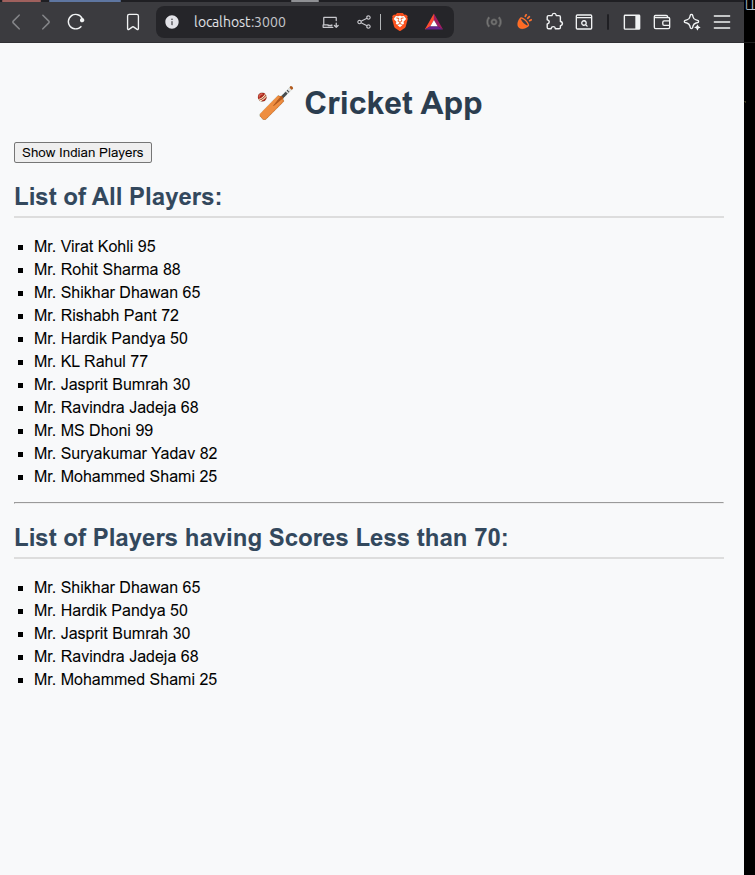 localhost:3000
Cricket App
Show Indian Players
List of All Players:
Mr. Virat Kohli 95
Mr. Rohit Sharma 88
Mr. Shikhar Dhawan 65
Mr. Rishabh Pant 72
Mr. Hardik Pandya 50
Mr. KL Rahul 77
Mr. Jasprit Bumrah 30
Mr. Ravindra Jadeja 68
Mr. MS Dhoni 99
Mr. Suryakumar Yadav 82
Mr. Mohammed Shami 25
List of Players having Scores Less than 70:
Mr. Shikhar Dhawan 65
Mr. Hardik Pandya 50
Mr. Jasprit Bumrah 30
Mr. Ravindra Jadeja 68
Mr. Mohammed Shami 25